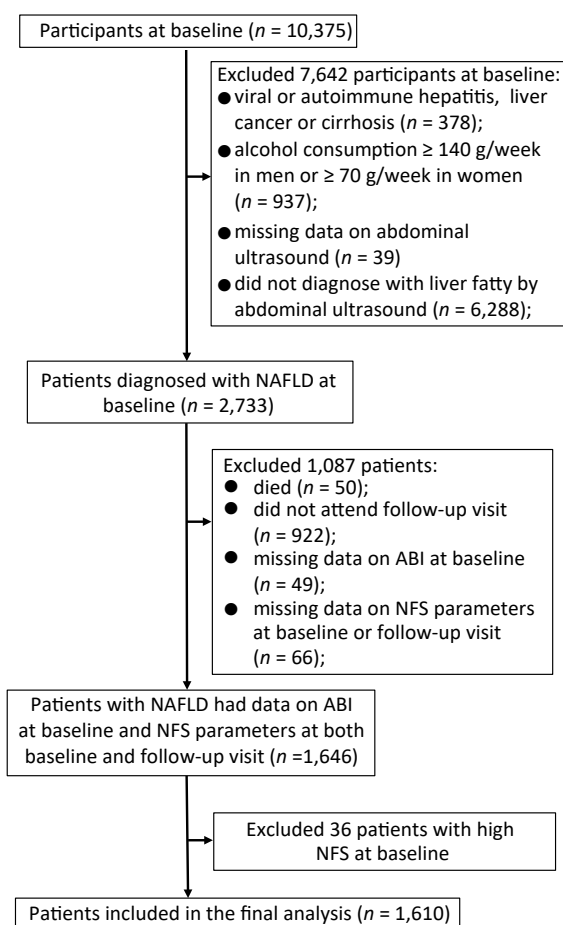 Participants at baseline (n = 10,375)
Excluded 7,642 participants at baseline:
● viral or autoimmune hepatitis, liver
cancer or cirrhosis (n = 378);
● alcohol consumption ≥ 140 g/week
in men or ≥ 70 g/week in women
(n = 937);
● missing data on abdominal
ultrasound (n = 39)
● did not diagnose with liver fatty by
abdominal ultrasound (n = 6,288);
Patients diagnosed with NAFLD at
baseline (n = 2,733)
Excluded 1,087 patients:
● died (n = 50);
● did not attend follow-up visit
(n = 922);
● missing data on ABI at baseline
(n = 49);
● missing data on NFS parameters
at baseline or follow-up visit
(n = 66);
Patients with NAFLD had data on ABI
at baseline and NFS parameters at both
baseline and follow-up visit (n =1,646)
Excluded 36 patients with high
NFS at baseline
Patients included in the final analysis (n = 1,610)